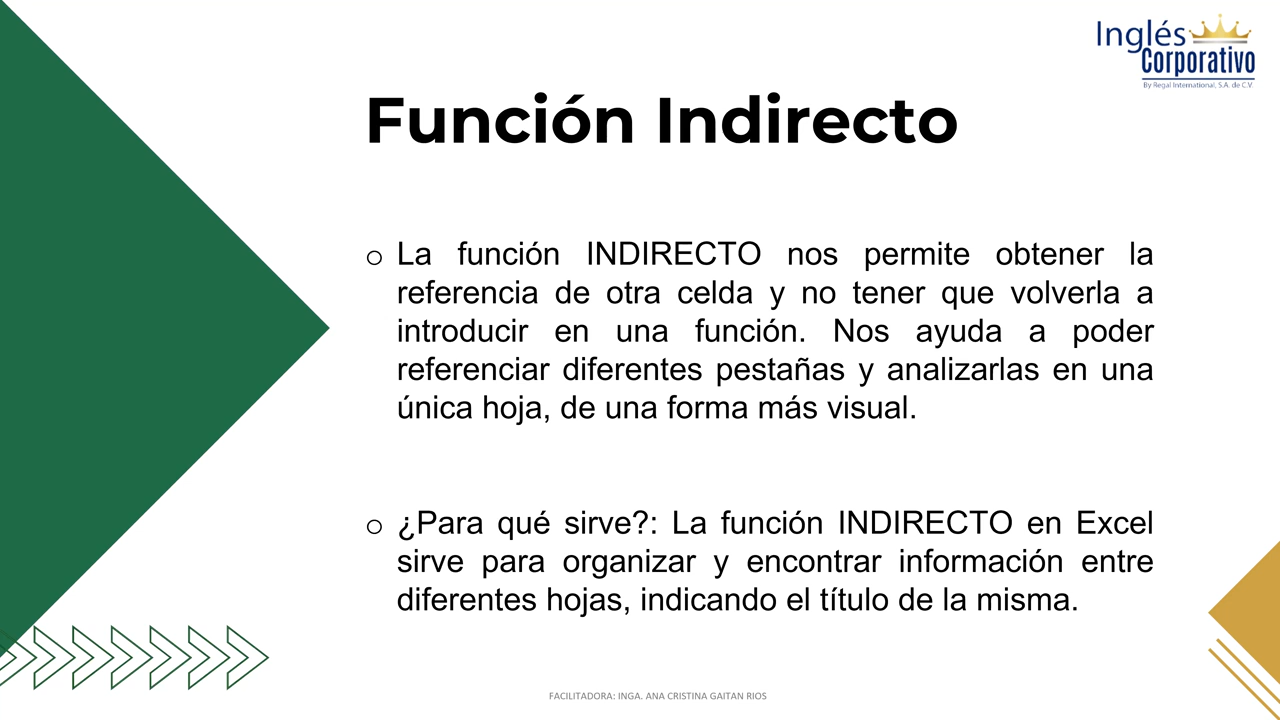 Inglés
Corporativo
By Regal International, S.A. de C.V.
Función Indirecto
o La función INDIRECTO nos permite obtener la
referencia de otra celda y no tener que volverla a
introducir en una función. Nos ayuda a poder
referenciar diferentes pestañas y analizarlas en una
única hoja, de una forma más visual.
o ¿Para qué sirve?: La función INDIRECTO en Excel
sirve para organizar y encontrar información entre
diferentes hojas, indicando el título de la misma.
FACILITADORA: INGA. ANA CRISTINA GAITAN RIOS